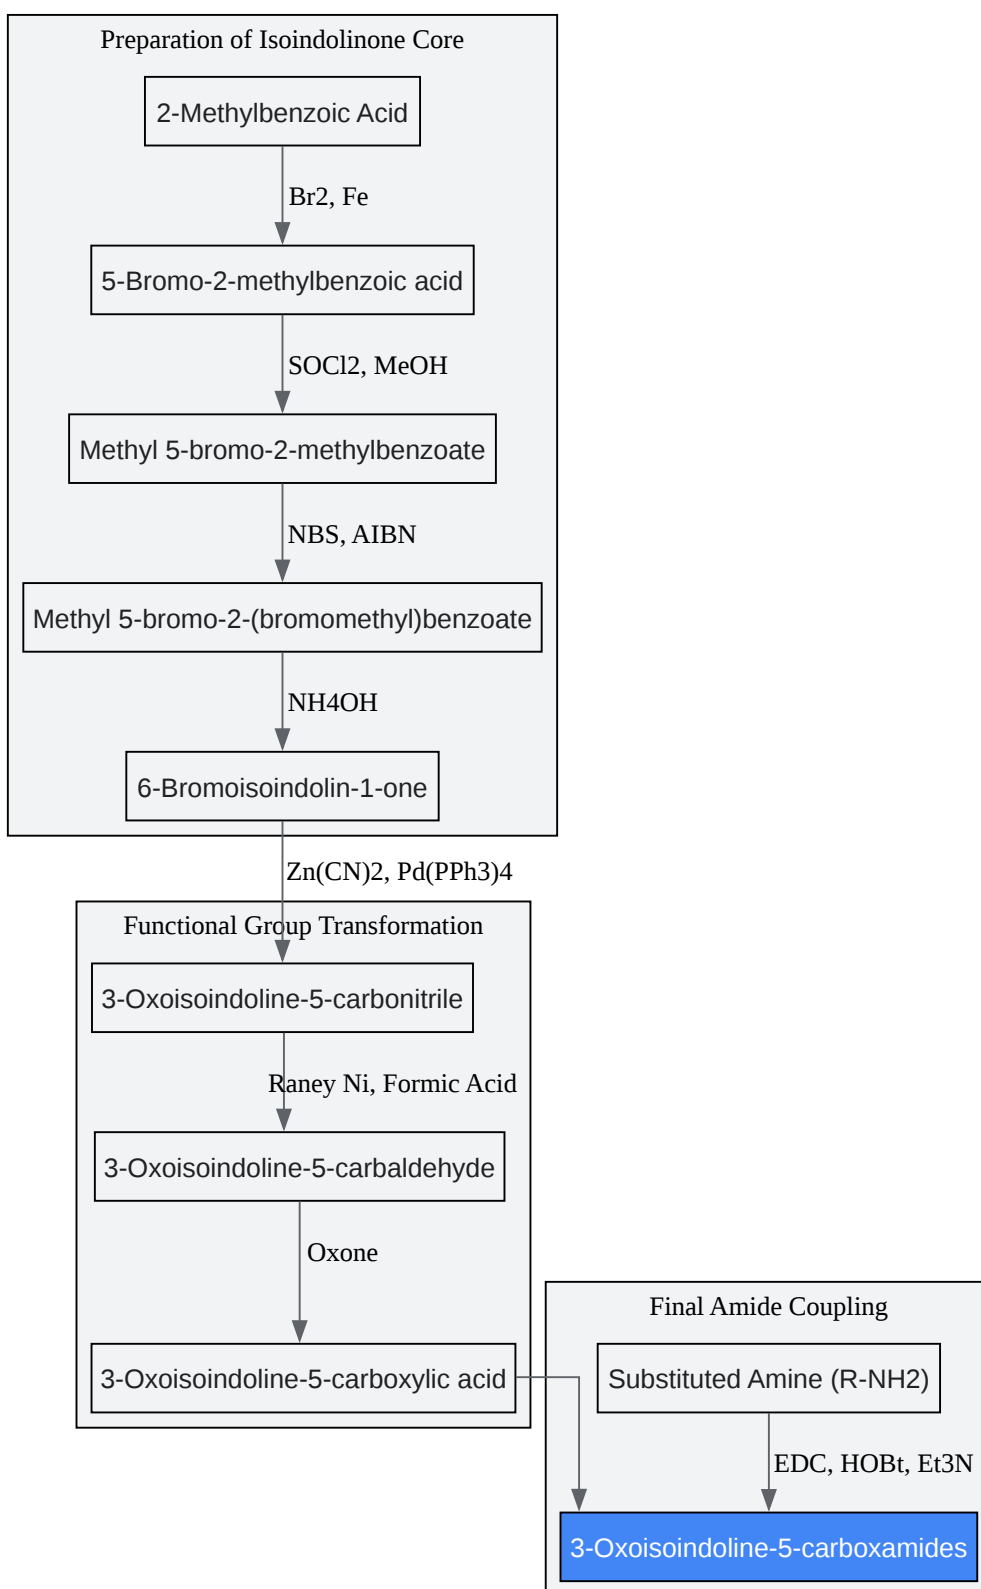 Preparation of Isoindolinone Core
2-Methylbenzoic Acid
Br2, Fe
5-Bromo-2-methylbenzoic acid
SOCl2, MeOH
Methyl 5-bromo-2-methylbenzoate
NBS, AIBN
Methyl 5-bromo-2-(bromomethyl)benzoate
NH4OH
6-Bromoisoindolin-1-one
Zn(CN)2, Pd(PPh3)4
Functional Group Transformation
3-Oxoisoindoline-5-carbonitrile
Raney Ni, Formic Acid
3-Oxoisoindoline-5-carbaldehyde
Oxone
3-Oxoisoindoline-5-carboxylic acid
Final Amide Coupling
Substituted Amine (R-NH2)
EDC, HOBt, Et3N
3-Oxoisoindoline-5-carboxamides